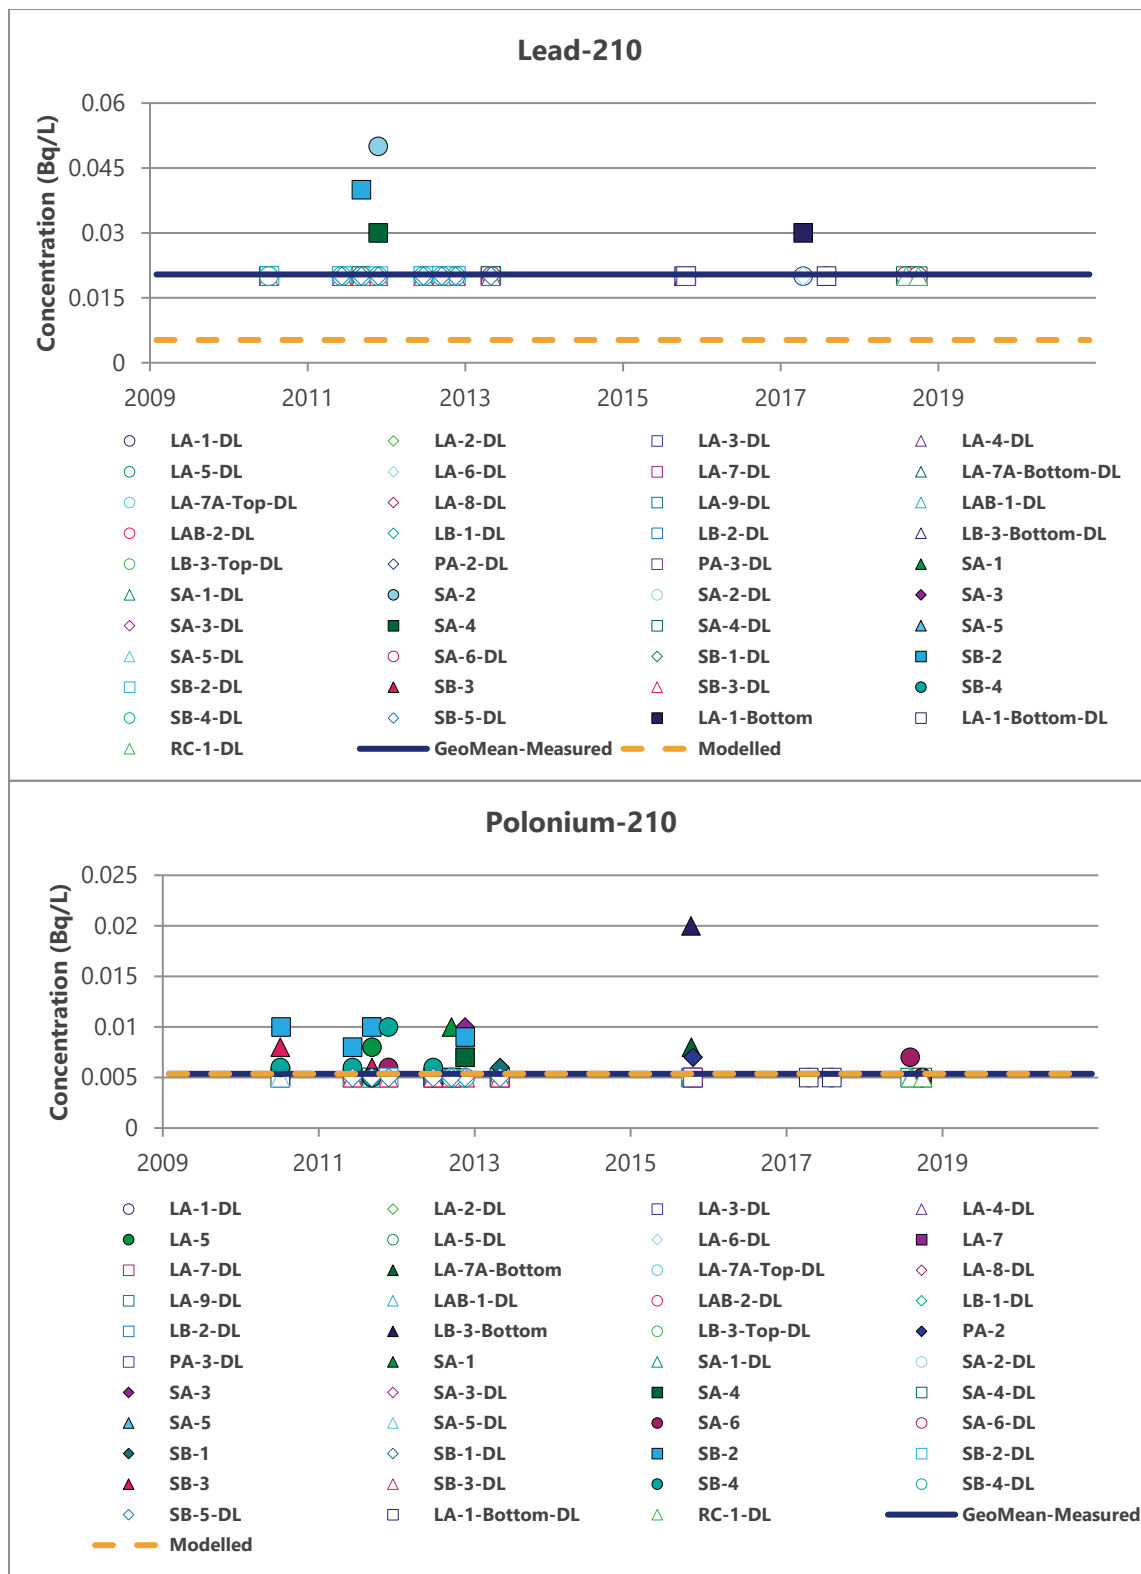 Lead-210
Concentration (Bq/L)
0.06
0.045
0.03
0.015
0
2009 2011 2013 2015 2017 2019
LA-1-DL LA-2-DL LA-3-DL LA-4-DL
LA-5-DL LA-6-DL LA-7-DL LA-7A-Bottom-DL
LA-7A-Top-DL LA-8-DL LA-9-DL LAB-1-DL
LAB-2-DL LB-1-DL LB-2-DL LB-3-Bottom-DL
LB-3-Top-DL PA-2-DL PA-3-DL SA-1
SA-1-DL SA-2 SA-2-DL SA-3
SA-3-DL SA-4 SA-4-DL SA-5
SA-5-DL SA-6-DL SB-1-DL SB-2
SB-2-DL SB-3 SB-3-DL SB-4
SB-4-DL SB-5-DL LA-1-Bottom LA-1-Bottom-DL
RC-1-DL GeoMean-Measured Modelled
Polonium-210
Concentration (Bq/L)
0.025
0.02
0.015
0.01
0.005
0
2009 2011 2013 2015 2017 2019
LA-1-DL LA-2-DL LA-3-DL LA-4-DL
LA-5 LA-5-DL LA-6-DL LA-7
LA-7-DL LA-7A-Bottom LA-7A-Top-DL LA-8-DL
LA-9-DL LAB-1-DL LAB-2-DL LB-1-DL
LB-2-DL LB-3-Bottom LB-3-Top-DL PA-2
PA-3-DL SA-1 SA-1-DL SA-2-DL
SA-3 SA-3-DL SA-4 SA-4-DL
SA-5 SA-5-DL SA-6 SA-6-DL
SB-1 SB-1-DL SB-2 SB-2-DL
SB-3 SB-3-DL SB-4 SB-4-DL
SB-5-DL LA-1-Bottom-DL RC-1-DL GeoMean-Measured
Modelled